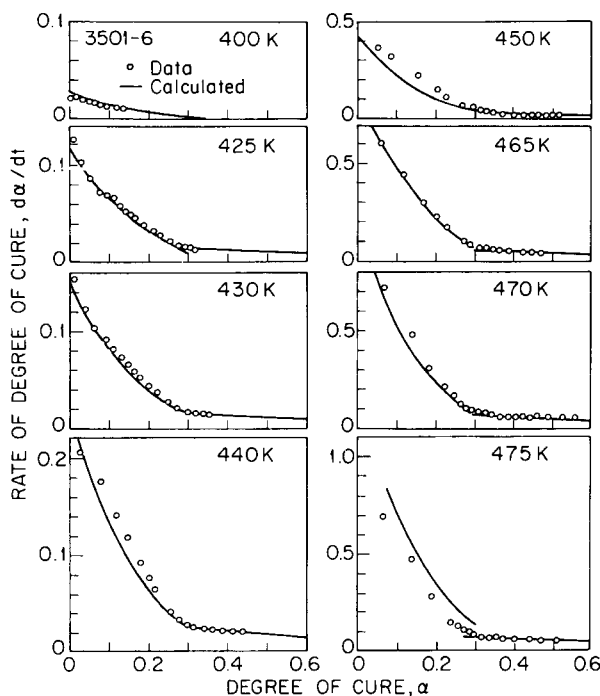 3501-6
400 K
Data
Calculated
450 K
0.5
0
0.1
425 K
0
465 K
0.5
0
430 K
0.1
0
470 K
0.5
0
440 K
0.2
0.1
0
475 K
1.0
0.5
0
0 0.2 0.4 0.6
0 0.2 0.4 0.6
RATE OF DEGREE OF CURE, dα/dt
DEGREE OF CURE, α